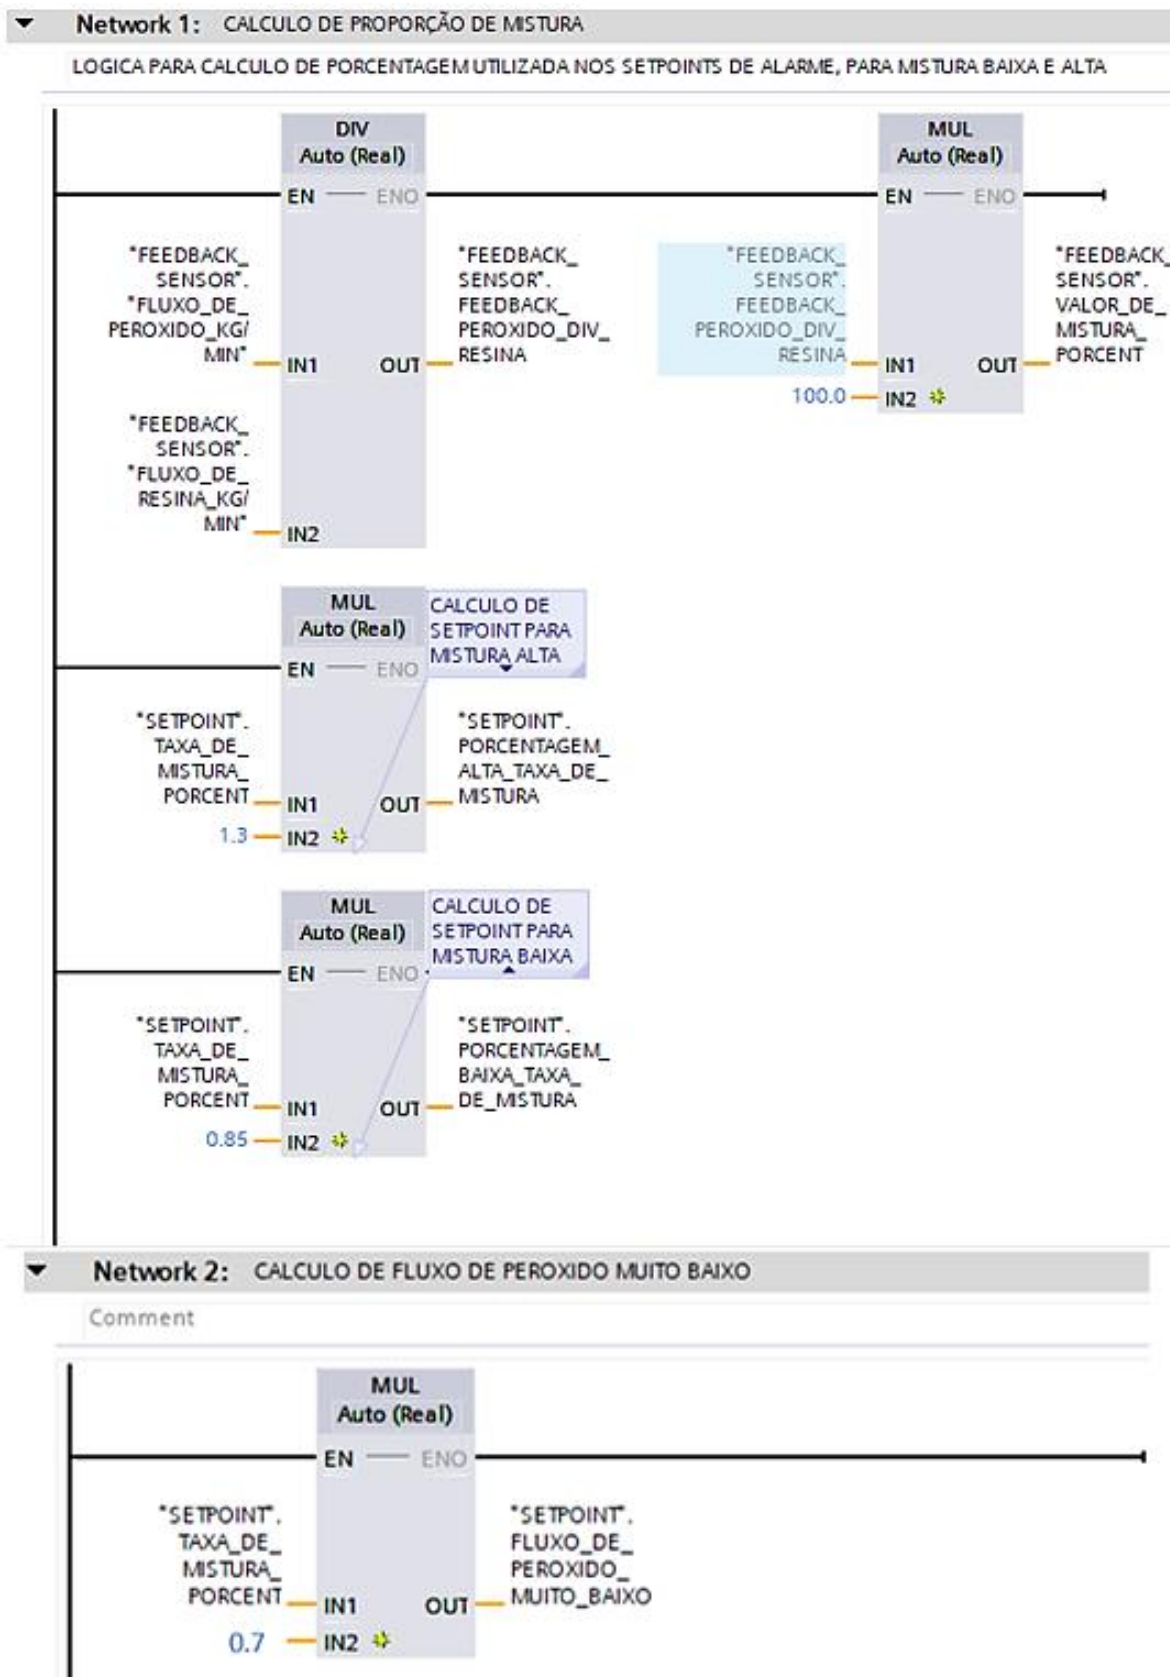 Network 1: CALCULO DE PROPORÇÃO DE MISTURA
LOGICA PARA CALCULO DE PORCENTAGEM UTILIZADA NOS SETPOINTS DE ALARME, PARA MISTURA BAIXA E ALTA
DIV
Auto (Real)
EN ENO
"FEEDBACK_
SENSOR".
"FLUXO_DE_
PEROXIDO_KG/
MIN"
IN1
"FEEDBACK_
SENSOR".
"FLUXO_DE_
RESINA_KG/
MIN"
IN2
OUT
"FEEDBACK_
SENSOR".
FEEDBACK_
PEROXIDO_DIV_
RESINA
MUL
Auto (Real)
EN ENO
"FEEDBACK_
SENSOR".
FEEDBACK_
PEROXIDO_DIV_
RESINA
IN1
100.0 IN2
OUT
"FEEDBACK_
SENSOR".
VALOR_DE_
MISTURA_
PORCENT
MUL
Auto (Real)
EN ENO
CALCULO DE
SETPOINT PARA
MISTURA ALTA
"SETPOINT".
TAXA_DE_
MISTURA_
PORCENT
IN1
1.3 IN2
OUT
"SETPOINT".
PORCENTAGEM_
ALTA_TAXA_DE_
MISTURA
MUL
Auto (Real)
EN ENO
CALCULO DE
SETPOINT PARA
MISTURA BAIXA
"SETPOINT".
TAXA_DE_
MISTURA_
PORCENT
IN1
0.85 IN2
OUT
"SETPOINT".
PORCENTAGEM_
BAIXA_TAXA_
DE_MISTURA
Network 2: CALCULO DE FLUXO DE PEROXIDO MUITO BAIXO
Comment
MUL
Auto (Real)
EN ENO
"SETPOINT".
TAXA_DE_
MISTURA_
PORCENT
IN1
0.7 IN2
OUT
"SETPOINT".
FLUXO_DE_
PEROXIDO_
MUITO_BAIXO